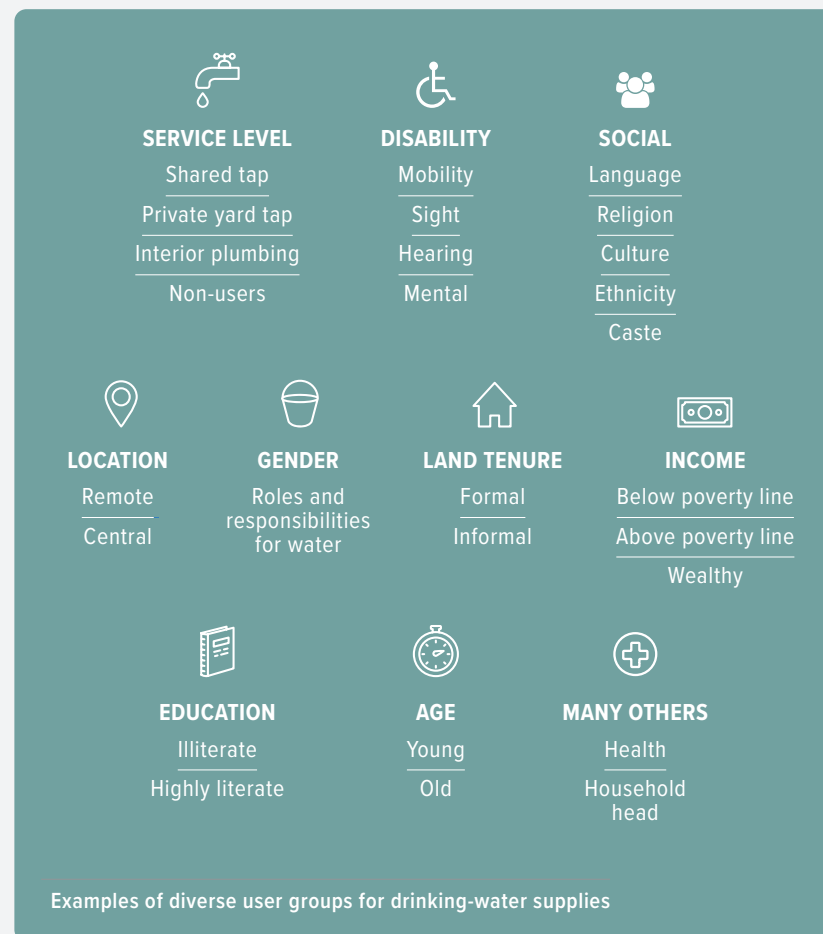 SERVICE LEVEL
Shared tap
Private yard tap
Interior plumbing
Non-users
DISABILITY
Mobility
Sight
Hearing
Mental
SOCIAL
Language
Religion
Culture
Ethnicity
Caste
LOCATION
Remote
Central
GENDER
Roles and
responsibilities
for water
LAND TENURE
Formal
Informal
INCOME
Below poverty line
Above poverty line
Wealthy
EDUCATION
Illiterate
Highly literate
AGE
Young
Old
MANY OTHERS
Health
Household
head
Examples of diverse user groups for drinking-water supplies